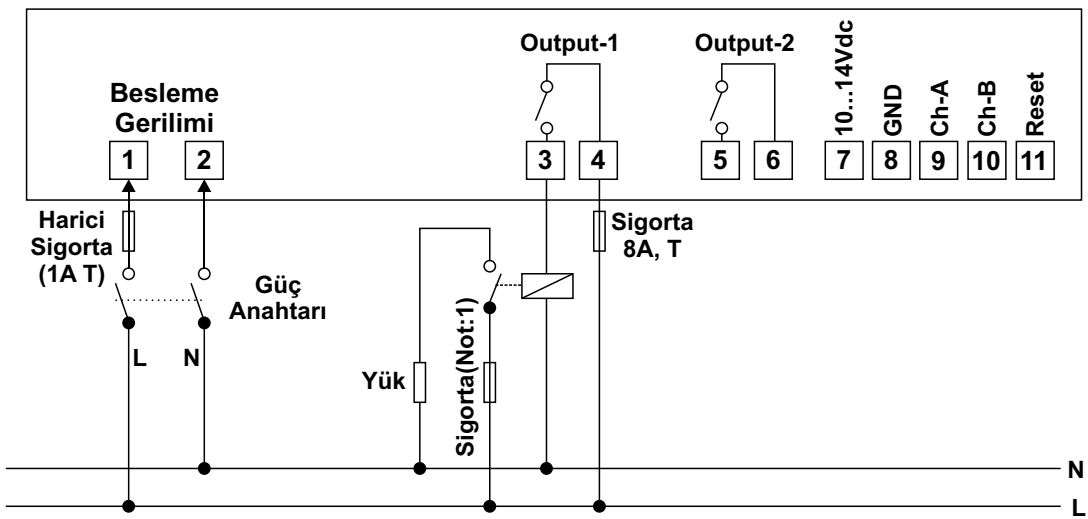 Output-1
Output-2
10...14Vdc
GND
Ch-A
Ch-B
Reset
Besleme
Gerilimi
1
2
3
4
5
6
7
8
9
10
11
Harici
Sigorta
(1A T)
Güç
Anahtarı
Sigorta
8A, T
L
N
Yük
Sigorta(Not:1)
N
L